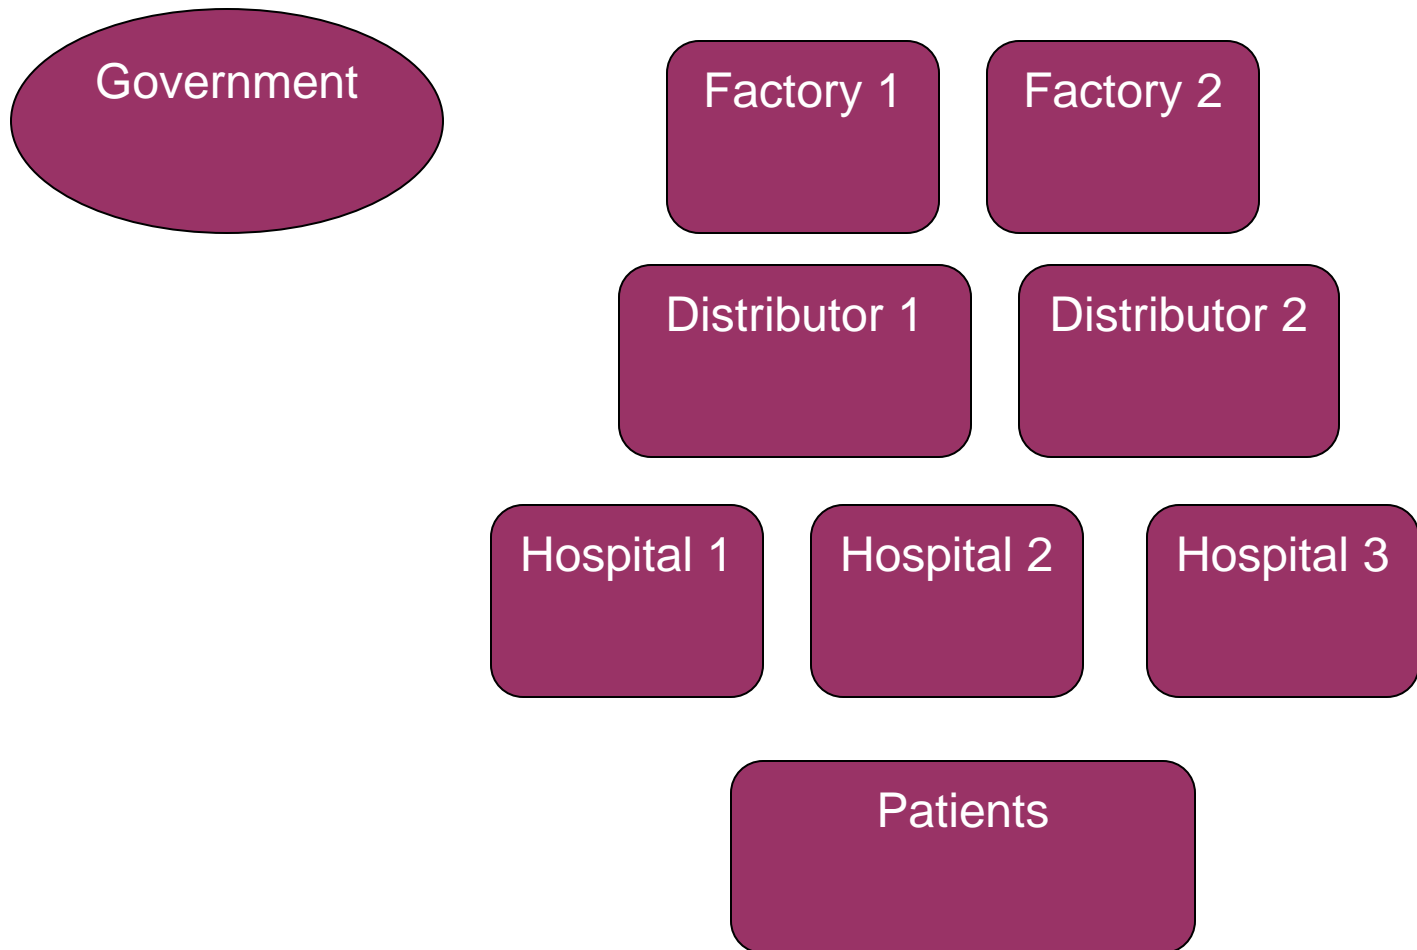 Government
Factory 1
Factory 2
Distributor 1
Distributor 2
Hospital 1
Hospital 2
Hospital 3
Patients